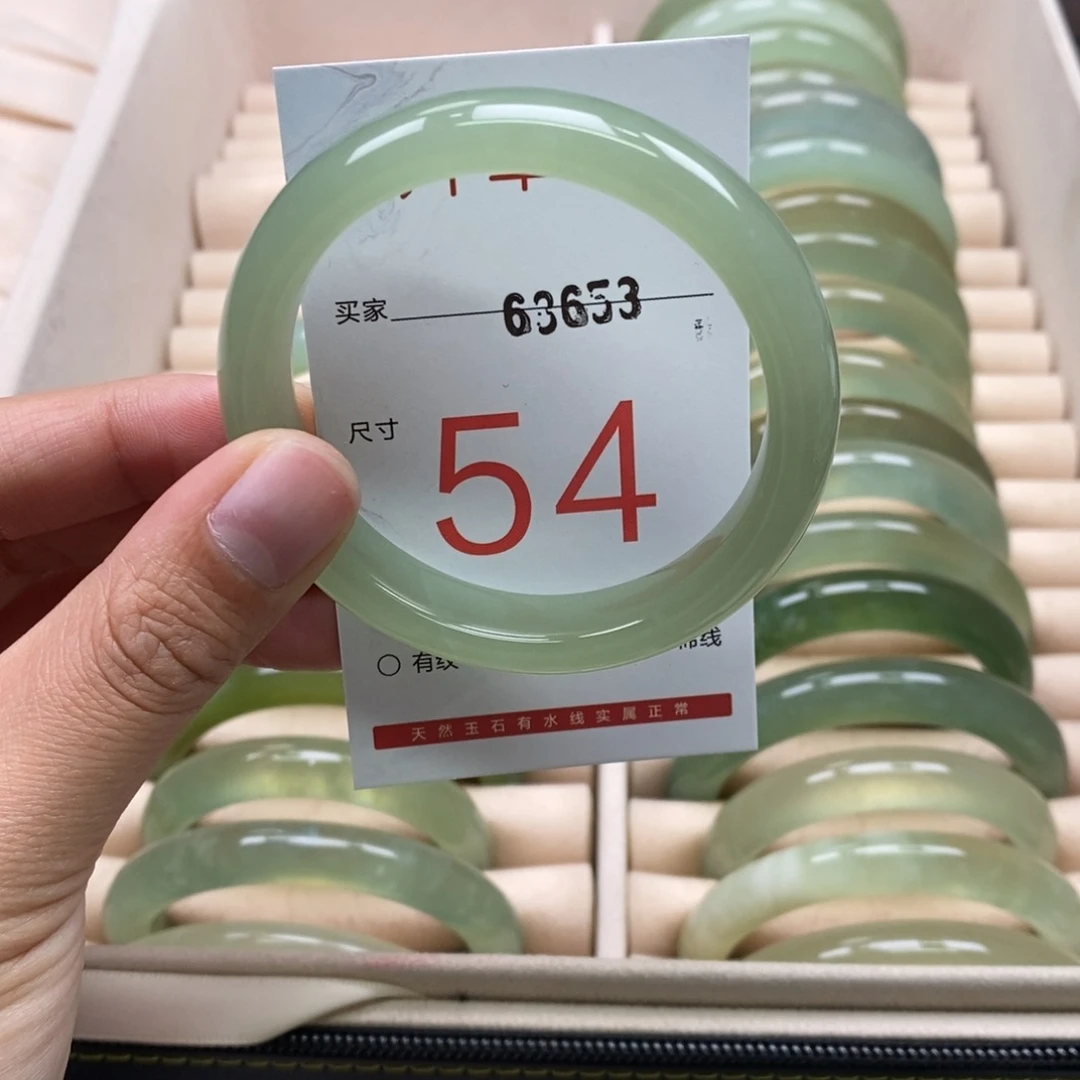 买家 63653
尺寸 54
○ 有纹
线
天然玉石有水线实属正常